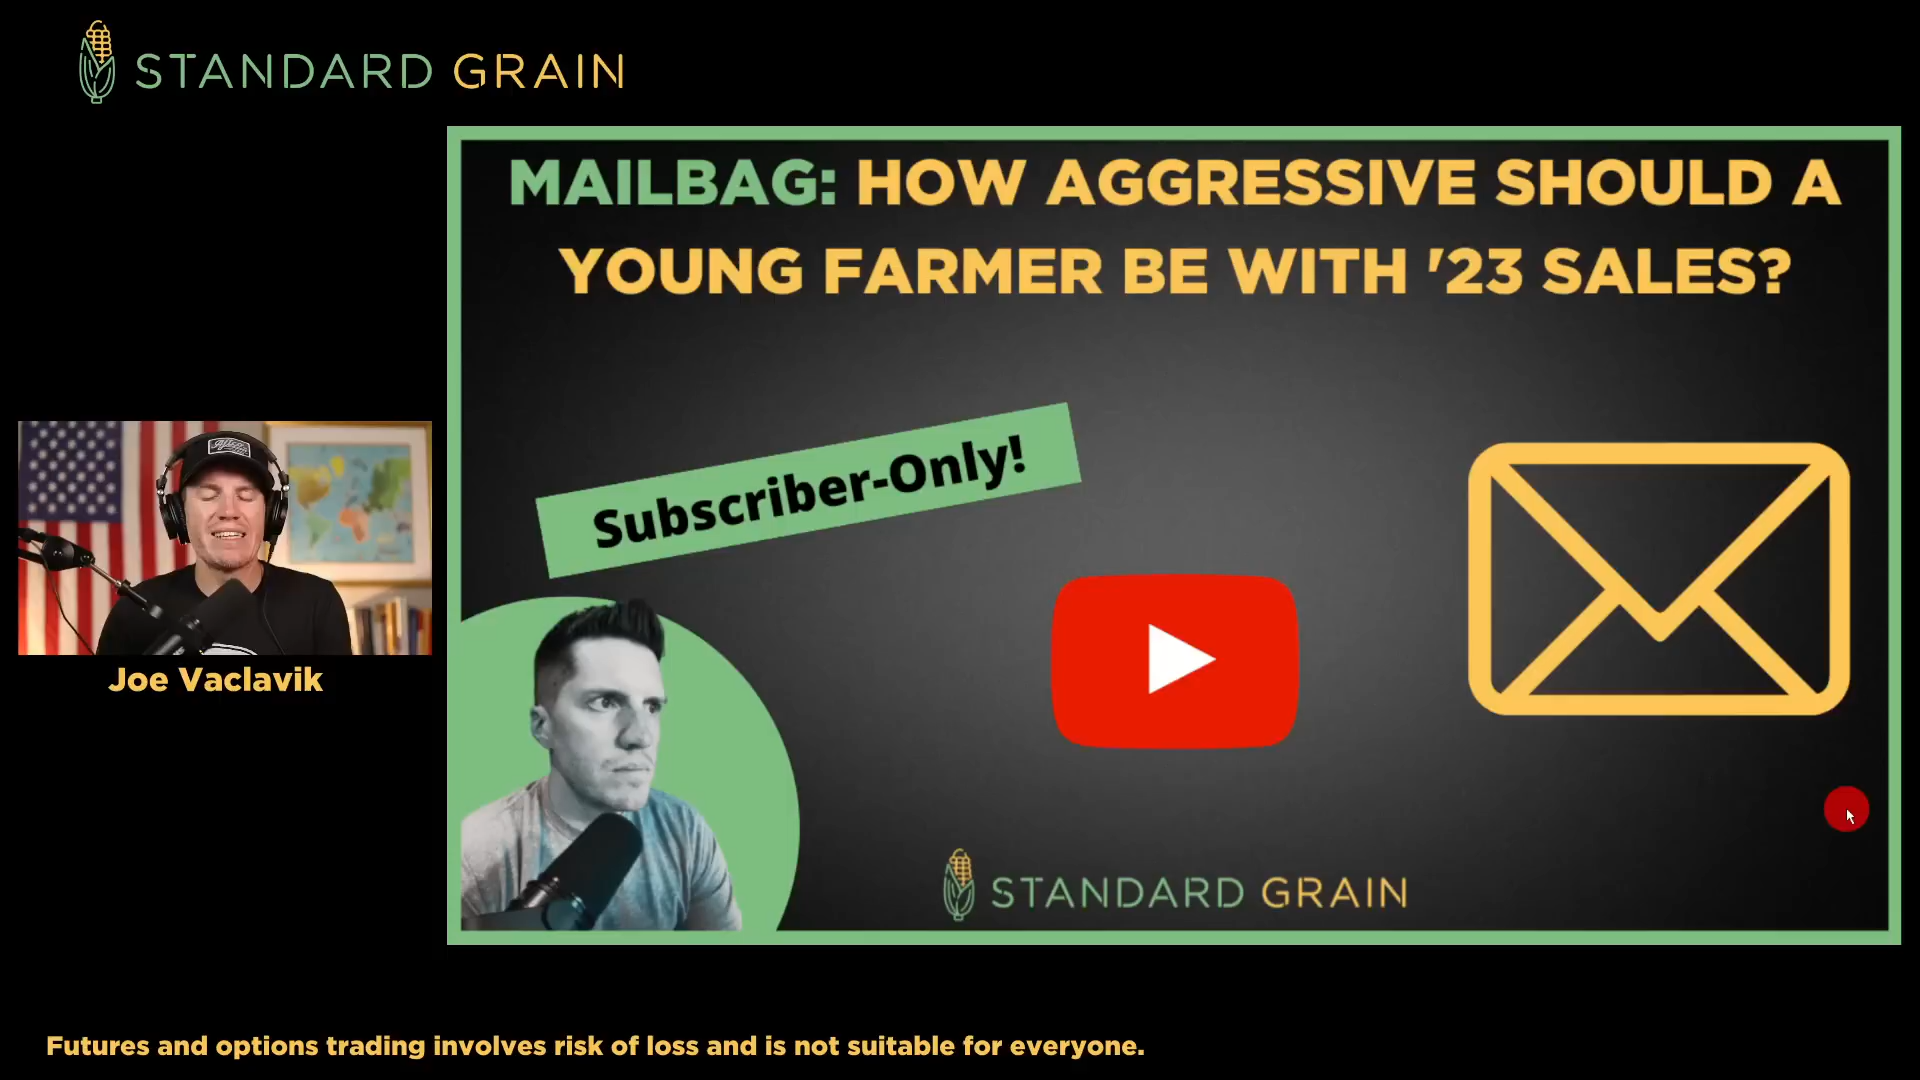 STANDARD GRAIN
MAILBAG: HOW AGGRESSIVE SHOULD A
YOUNG FARMER BE WITH '23 SALES?
Subscriber-Only!
Joe Vaclavik
STANDARD GRAIN
Futures and options trading involves risk of loss and is not suitable for everyone.